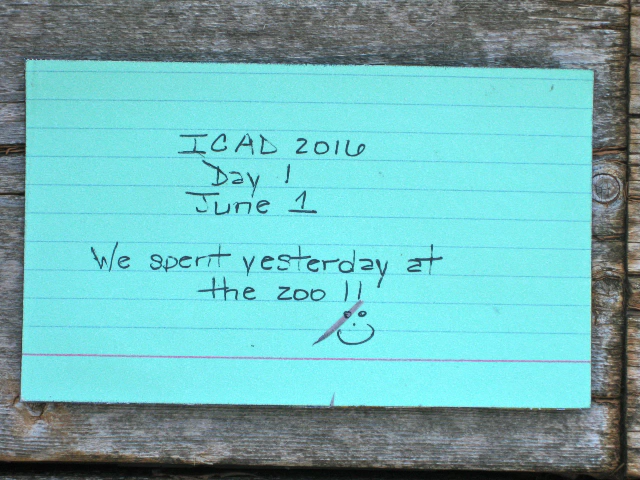 ICAD 2016
Day 1
June 1
We spent yesterday at
the zoo !!